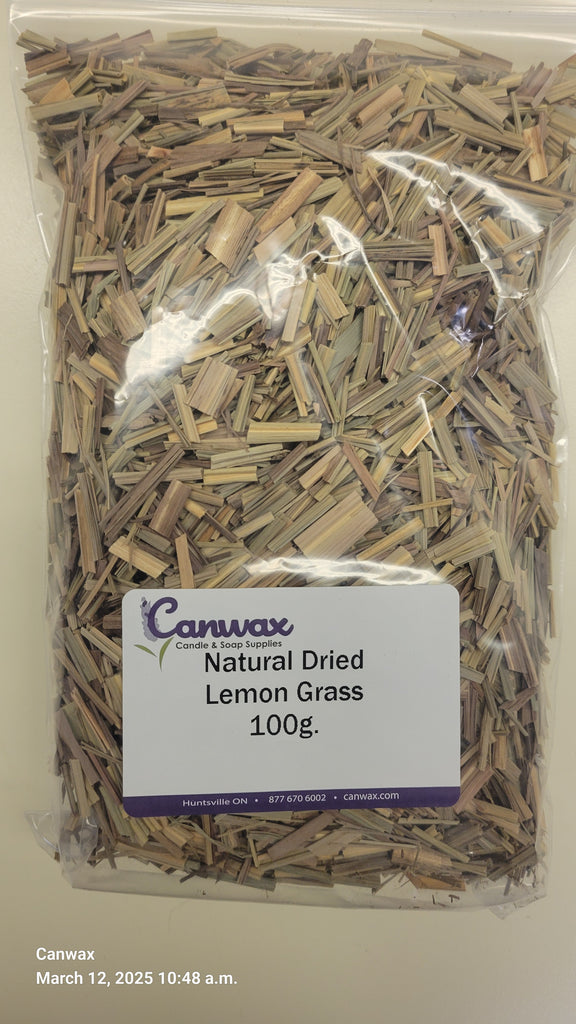 Canwax
Candle & Soap Supplies
Natural Dried
Lemon Grass
100g.
Huntsville ON • 877 670 6002 • canwax.com
Canwax
March 12, 2025 10:48 a.m.